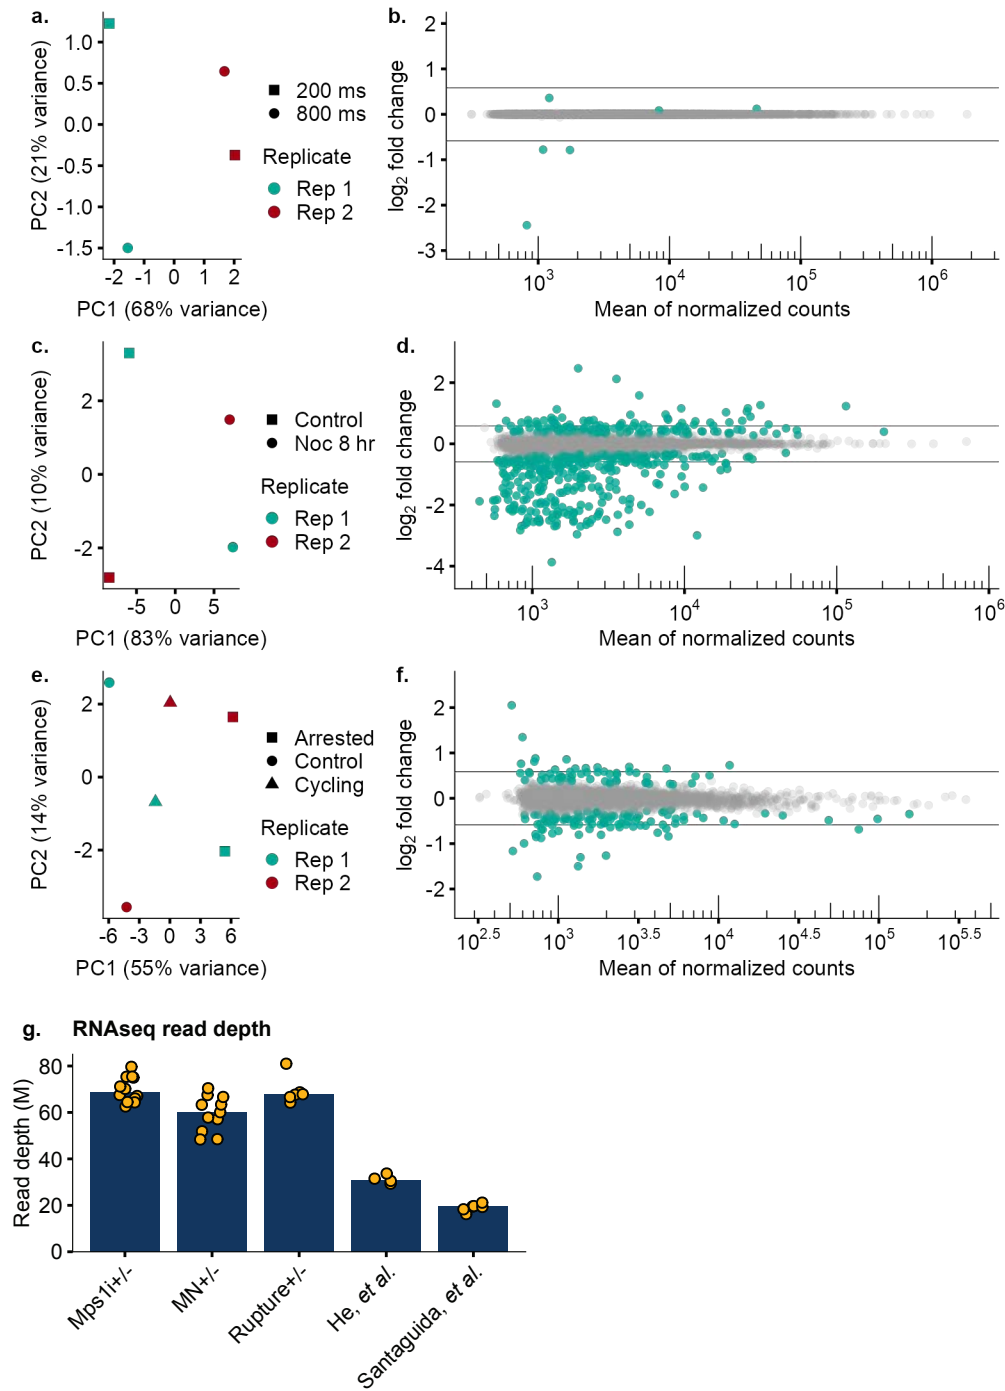 a.
PC2 (21% variance)
1.0
0.5
0.0
-0.5
-1.0
-1.5
-2 -1 0 1 2
PC1 (68% variance)
200 ms
800 ms
Replicate
Rep 1
Rep 2
b.
log2 fold change
2
1
0
-1
-2
-3
10^3 10^4 10^5 10^6
Mean of normalized counts
c.
PC2 (10% variance)
2
0
-2
-5 0 5
PC1 (83% variance)
Control
Noc 8 hr
Replicate
Rep 1
Rep 2
d.
log2 fold change
2
0
-2
-4
10^3 10^4 10^5 10^6
Mean of normalized counts
e.
PC2 (14% variance)
2
0
-2
-6 -3 0 3 6
PC1 (55% variance)
Arrested
Control
Cycling
Replicate
Rep 1
Rep 2
f.
log2 fold change
2
1
0
-1
-2
10^2.5 10^3 10^3.5 10^4 10^4.5 10^5 10^5.5
Mean of normalized counts
g. RNAseq read depth
Read depth (M)
80
60
40
20
0
Mps1i+/-
MN+/-
Rupture+/-
He, et al.
Santaguida, et al.